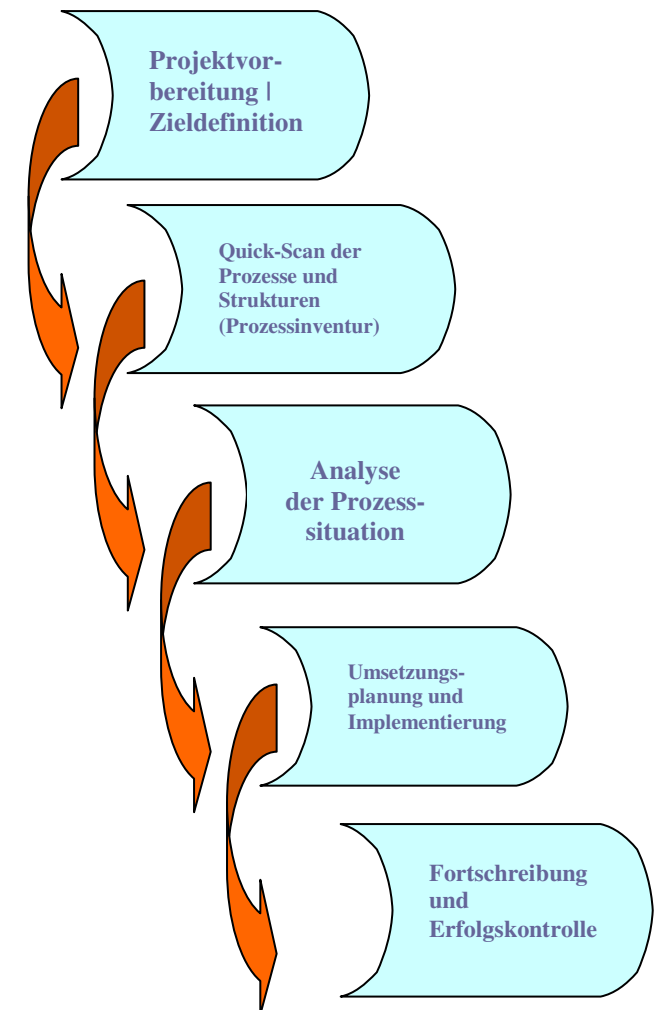 Projektvor-
bereitung |
Zieldefinition
Quick-Scan der
Prozesse und
Strukturen
(Prozessinventur)
Analyse
der Prozess-
situation
Umsetzungs-
planung und
Implementierung
Fortschreibung
und
Erfolgskontrolle